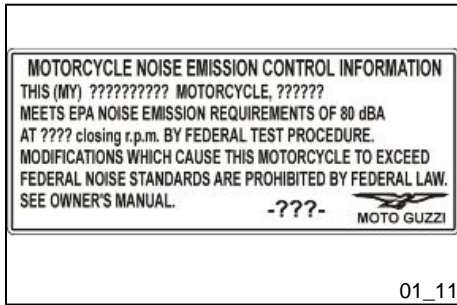 MOTORCYCLE NOISE EMISSION CONTROL INFORMATION
THIS (MY) ?????????? MOTORCYCLE, ??????
MEETS EPA NOISE EMISSION REQUIREMENTS OF 80 dBA
AT ???? closing r.p.m. BY FEDERAL TEST PROCEDURE.
MODIFICATIONS WHICH CAUSE THIS MOTORCYCLE TO EXCEED
FEDERAL NOISE STANDARDS ARE PROHIBITED BY FEDERAL LAW.
SEE OWNER'S MANUAL.
-???-
MOTO GUZZI
01_11